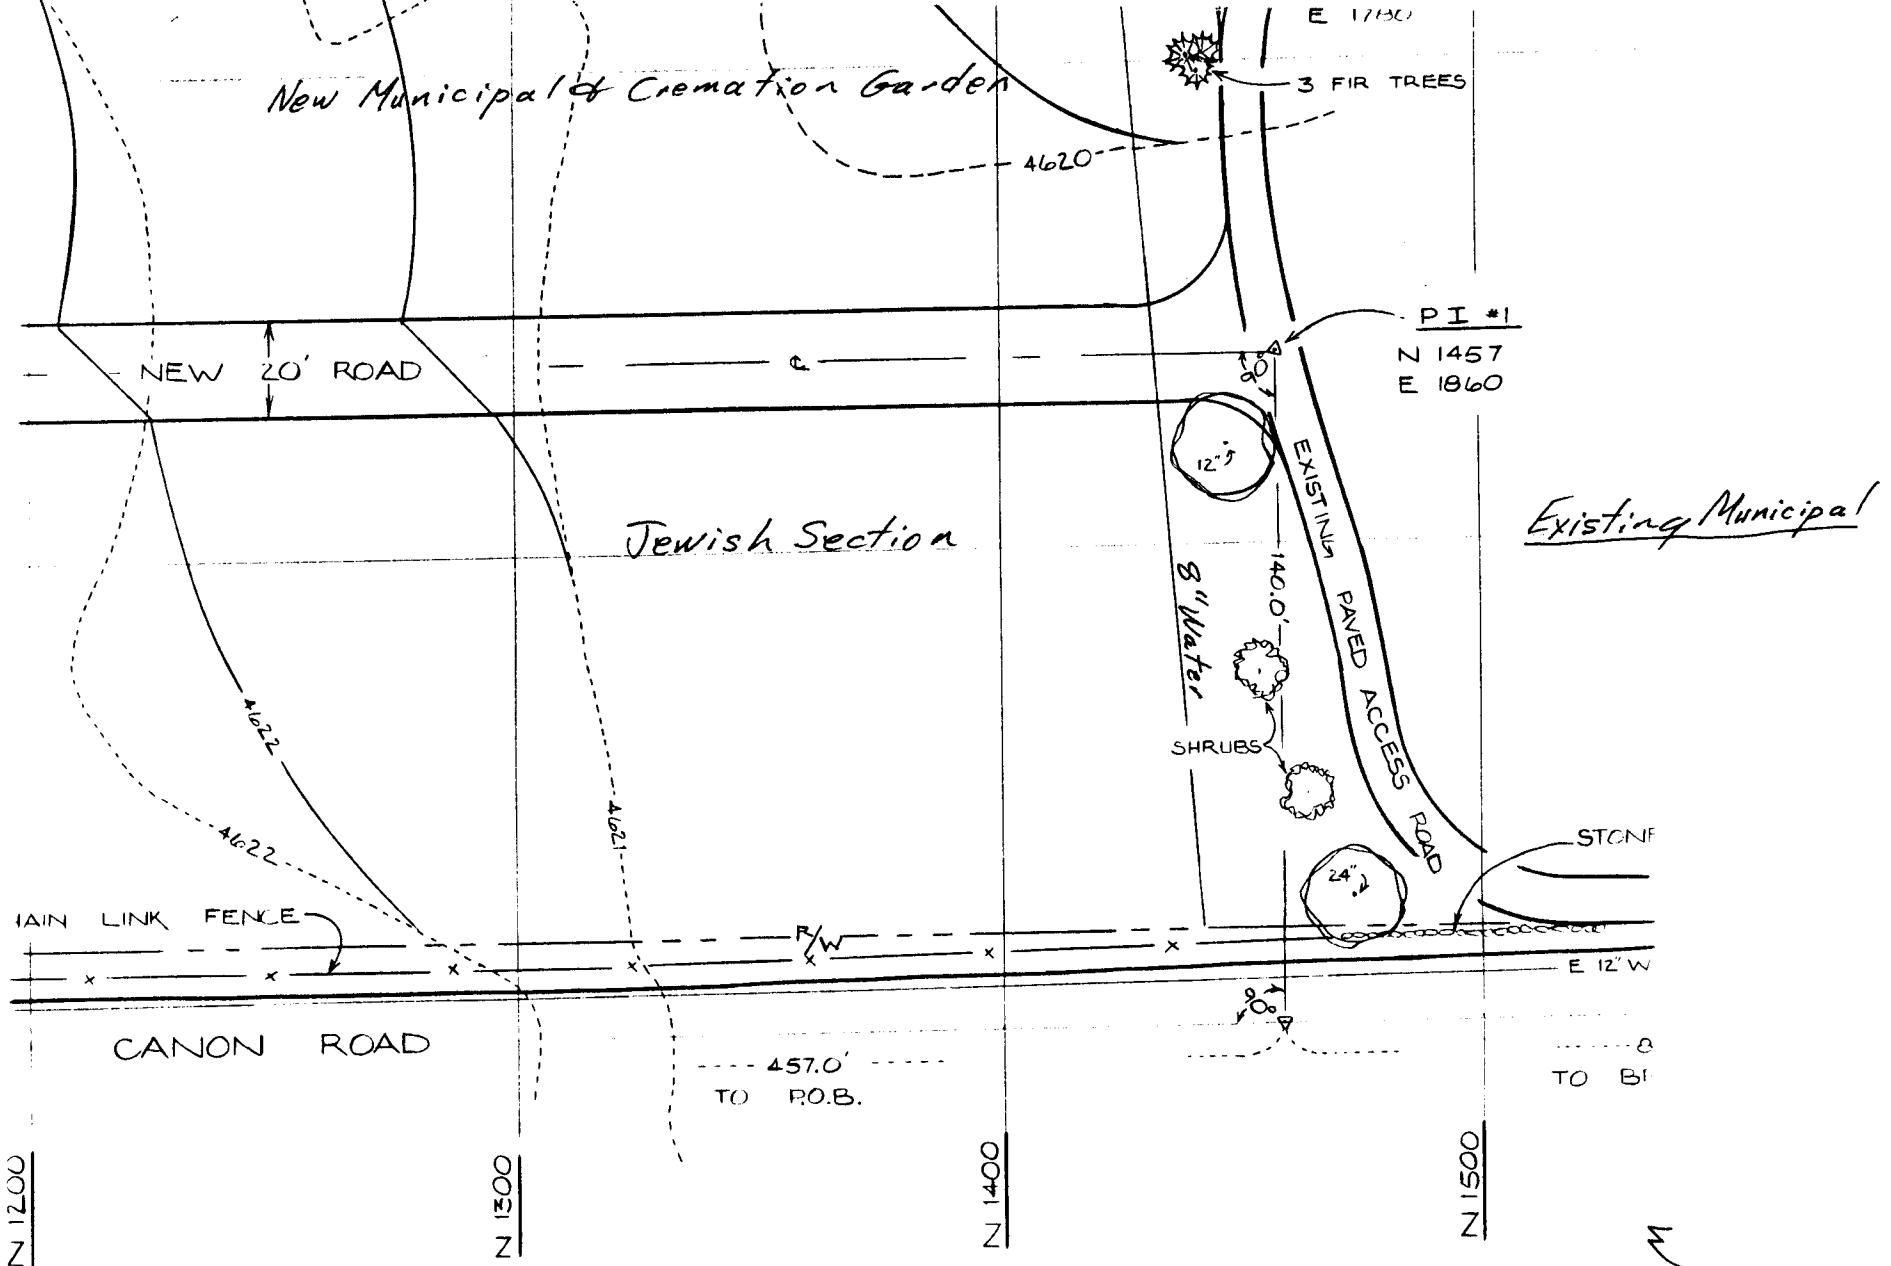 E 1780
New Municipal & Cremation Garden
3 FIR TREES
4620
P I #1
N 1457
E 1860
NEW 20' ROAD
℄
90°
12"
EXISTING PAVED ACCESS ROAD
Existing Municipal
Jewish Section
8" Water
140.0'
SHRUBS
4622
4621
4622
24"
STONE
CHAIN LINK FENCE
R/W
E 12" W
90°
CANON ROAD
457.0'
TO P.O.B.
8
TO
N 1200
N 1300
N 1400
N 1500